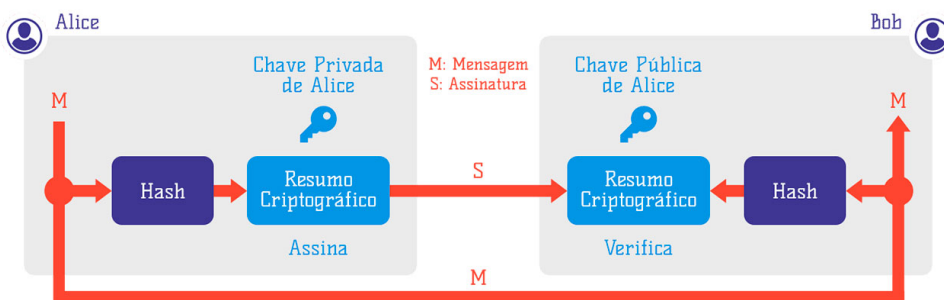 Alice
Bob
Chave Privada
de Alice
M: Mensagem
S: Assinatura
Chave Pública
de Alice
M
M
Hash
Resumo
Criptográfico
S
Resumo
Criptográfico
Hash
Assina
Verifica
M